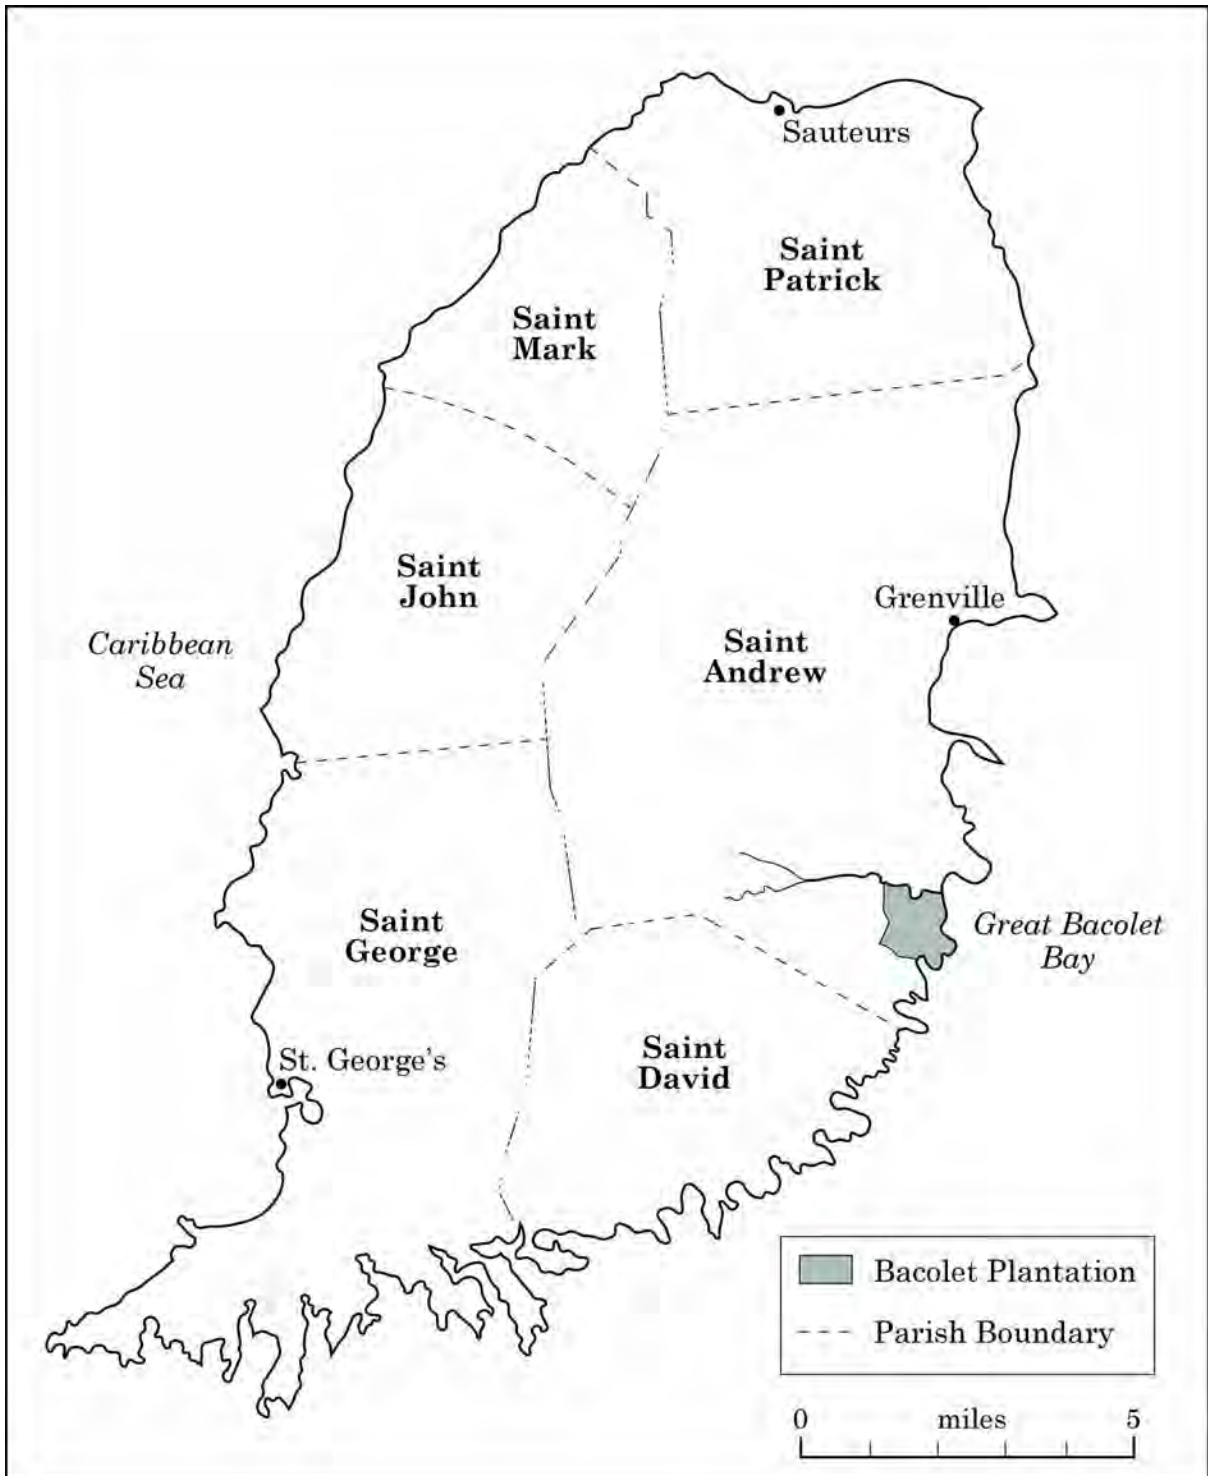 Sauteurs
Saint
Patrick
Saint
Mark
Saint
John
Grenville
Caribbean
Sea
Saint
Andrew
Saint
George
Great Bacolet
Bay
St. George's
Saint
David
Bacolet Plantation
Parish Boundary
0 miles 5